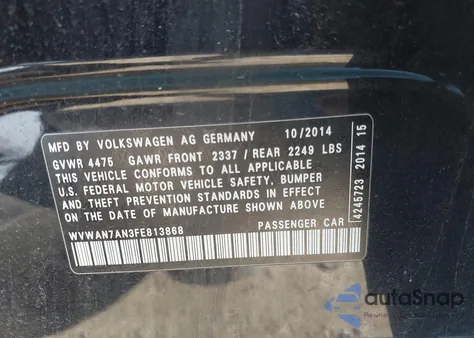 MFD BY VOLKSWAGEN AG GERMANY 10/2014
GVWR 4475 GAWR FRONT 2337 / REAR 2249 LBS
THIS VEHICLE CONFORMS TO ALL APPLICABLE
U.S. FEDERAL MOTOR VEHICLE SAFETY, BUMPER
AND THEFT PREVENTION STANDARDS IN EFFECT
ON THE DATE OF MANUFACTURE SHOWN ABOVE
WVWAN7AN3FE813868 PASSENGER CAR
4245723 2014 15
autoSnap